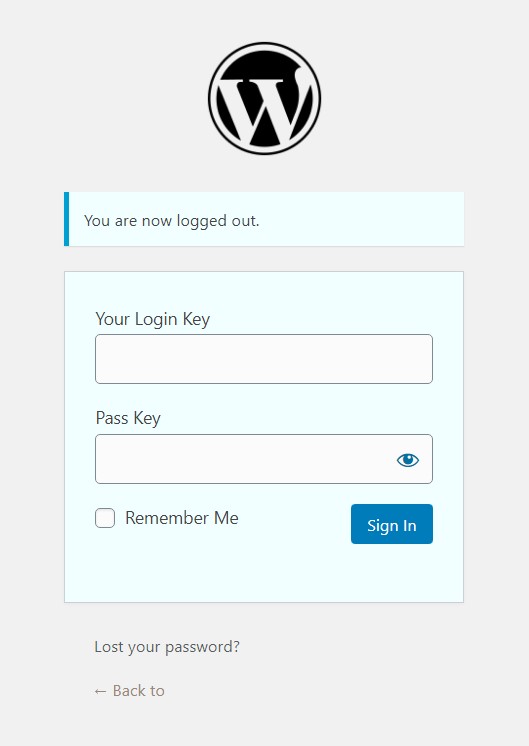 You are now logged out.
Your Login Key
Pass Key
Remember Me
Sign In
Lost your password?
← Back to